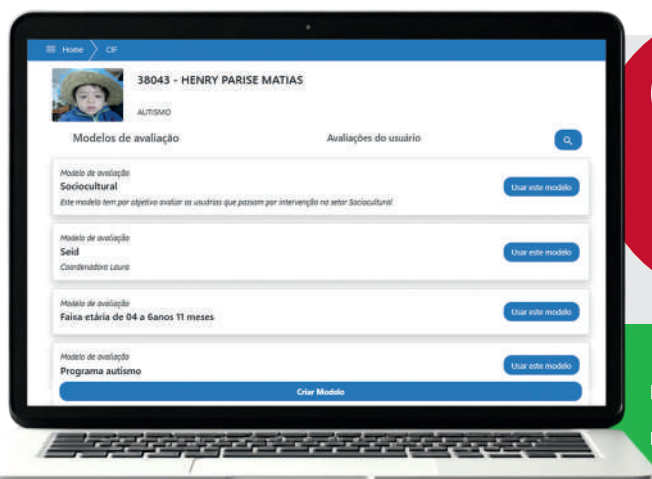 Home > CIF
38043 - HENRY PARISE MATIAS
AUTISMO
Modelos de avaliação
Avaliações do usuário
Modelo de avaliação
Sociocultural
Este modelo tem por objetivo avaliar os usuários que passam por intervenção no setor Sociocultural.
Usar este modelo
Modelo de avaliação
Seid
Coordenadora Laura
Usar este modelo
Modelo de avaliação
Faixa etária de 04 a 6anos 11 meses
Usar este modelo
Modelo de avaliação
Programa autismo
Usar este modelo
Criar Modelo